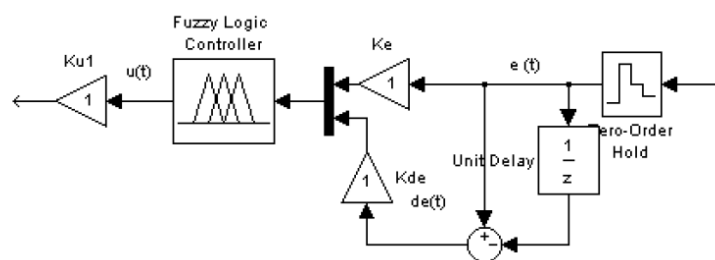 Fuzzy Logic
Controller
Ku1
u(t)
Ke
e (t)
1
1
Zero-Order
Hold
Unit Delay
1
z
1
Kde
de(t)
+
−